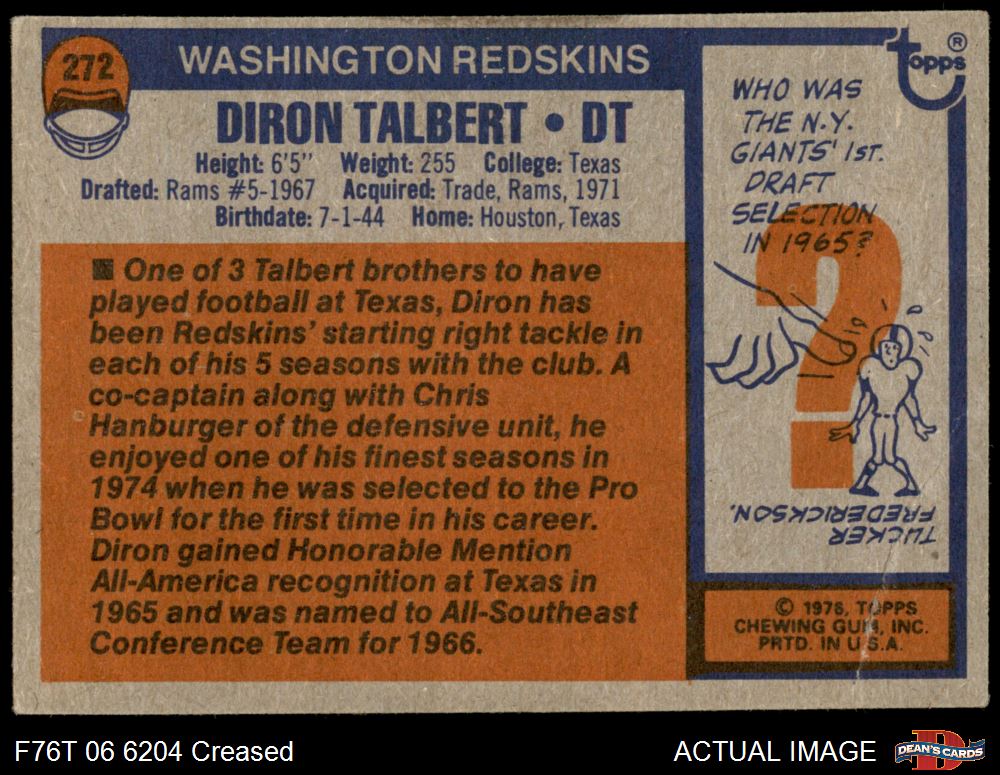 272
WASHINGTON REDSKINS
DIRON TALBERT • DT
Height: 6'5" Weight: 255 College: Texas
Drafted: Rams #5-1967 Acquired: Trade, Rams, 1971
Birthdate: 7-1-44 Home: Houston, Texas
■ One of 3 Talbert brothers to have
played football at Texas, Diron has
been Redskins' starting right tackle in
each of his 5 seasons with the club. A
co-captain along with Chris
Hanburger of the defensive unit, he
enjoyed one of his finest seasons in
1974 when he was selected to the Pro
Bowl for the first time in his career.
Diron gained Honorable Mention
All-America recognition at Texas in
1965 and was named to All-Southeast
Conference Team for 1966.
topps®
WHO WAS
THE N.Y.
GIANTS' 1ST.
DRAFT
SELECTION
IN 1965?
?
TUCKER
FREDERICKSON.
© 1976, TOPPS
CHEWING GUM, INC.
PRTD. IN U.S.A.
F76T 06 6204 Creased
ACTUAL IMAGE
D
DEAN'S CARDS